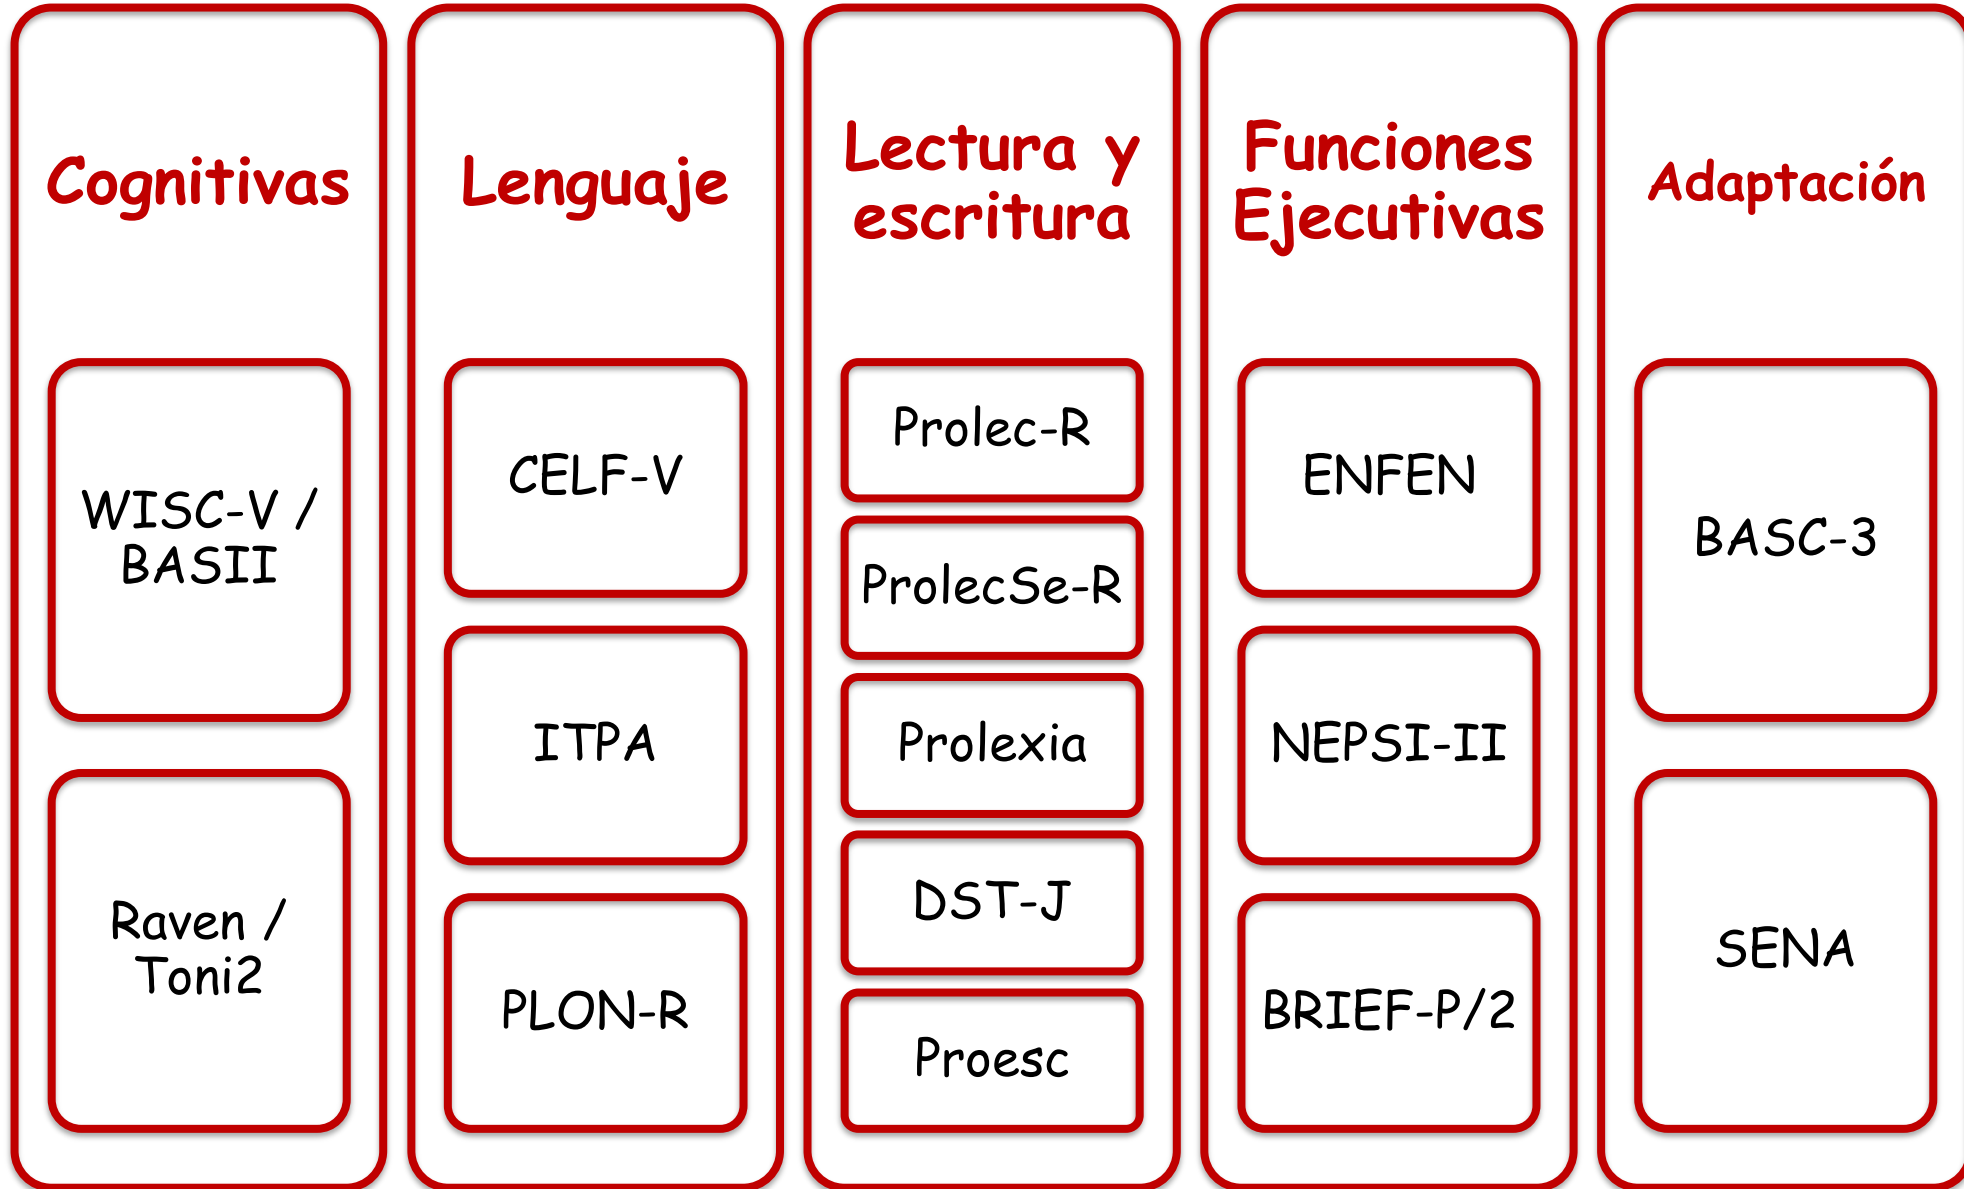 Cognitivas
WISC-V /
BASII
Raven /
Toni2
Lenguaje
CELF-V
ITPA
PLON-R
Lectura y
escritura
Prolec-R
ProlecSe-R
Prolexia
DST-J
Proesc
Funciones
Ejecutivas
ENFEN
NEPSI-II
BRIEF-P/2
Adaptación
BASC-3
SENA